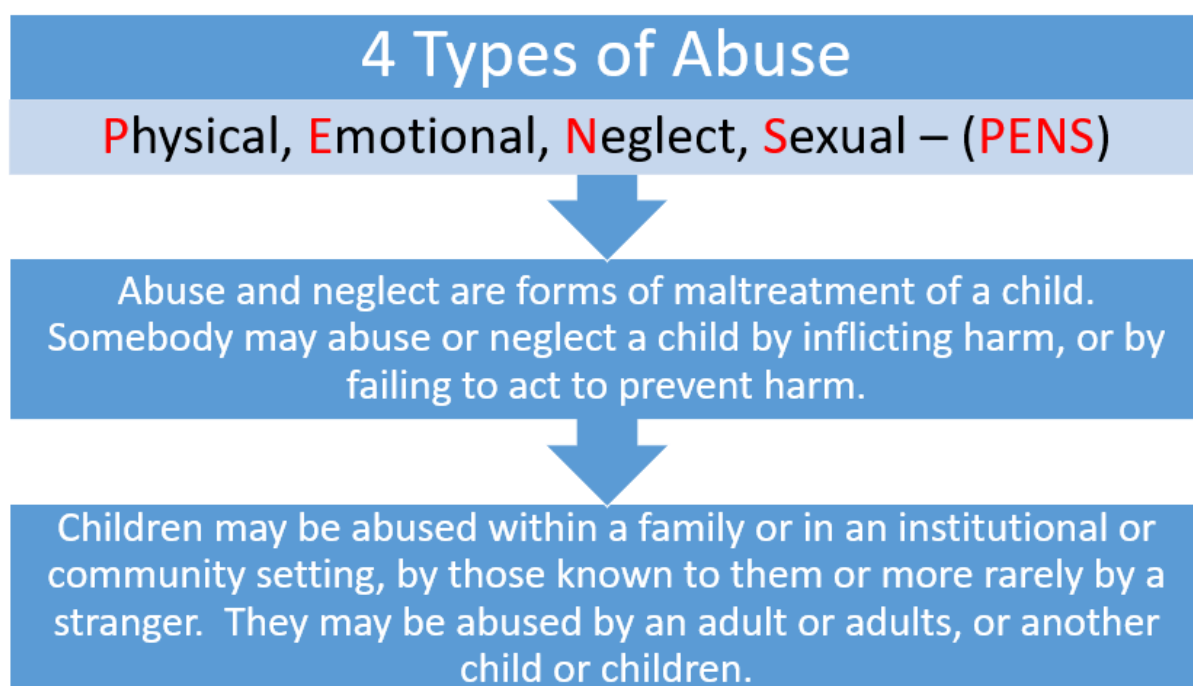 4 Types of Abuse
Physical, Emotional, Neglect, Sexual – (PENS)
Abuse and neglect are forms of maltreatment of a child.
Somebody may abuse or neglect a child by inflicting harm, or by
failing to act to prevent harm.
Children may be abused within a family or in an institutional or
community setting, by those known to them or more rarely by a
stranger.  They may be abused by an adult or adults, or another
child or children.